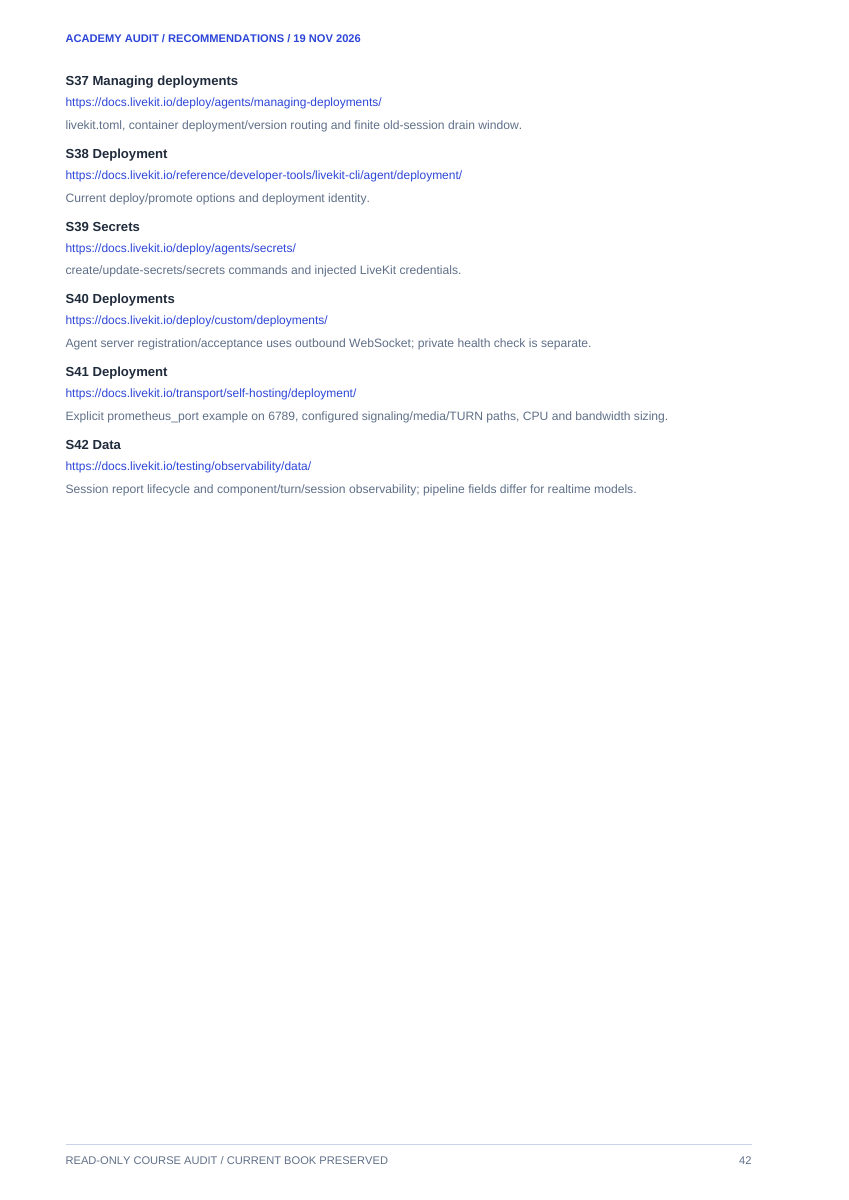 ACADEMY AUDIT / RECOMMENDATIONS / 19 NOV 2026
S37 Managing deployments
https://docs.livekit.io/deploy/agents/managing-deployments/
livekit.toml, container deployment/version routing and finite old-session drain window.
S38 Deployment
https://docs.livekit.io/reference/developer-tools/livekit-cli/agent/deployment/
Current deploy/promote options and deployment identity.
S39 Secrets
https://docs.livekit.io/deploy/agents/secrets/
create/update-secrets/secrets commands and injected LiveKit credentials.
S40 Deployments
https://docs.livekit.io/deploy/custom/deployments/
Agent server registration/acceptance uses outbound WebSocket; private health check is separate.
S41 Deployment
https://docs.livekit.io/transport/self-hosting/deployment/
Explicit prometheus_port example on 6789, configured signaling/media/TURN paths, CPU and bandwidth sizing.
S42 Data
https://docs.livekit.io/testing/observability/data/
Session report lifecycle and component/turn/session observability; pipeline fields differ for realtime models.
READ-ONLY COURSE AUDIT / CURRENT BOOK PRESERVED 42